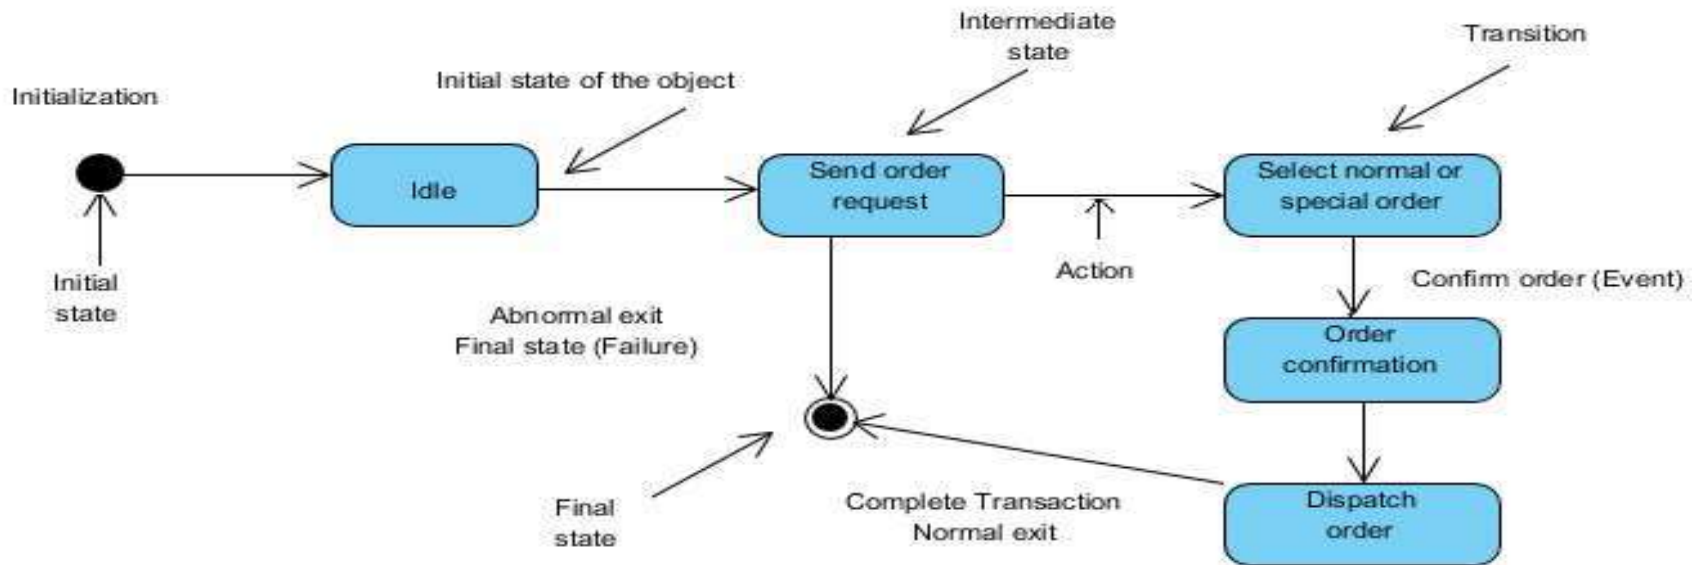 Intermediate
state
Transition
Initial state of the object
Initialization
Idle
Send order
request
Select normal or
special order
Initial
state
Action
Confirm order (Event)
Abnormal exit
Final state (Failure)
Order
confirmation
Final
state
Complete Transaction
Normal exit
Dispatch
order